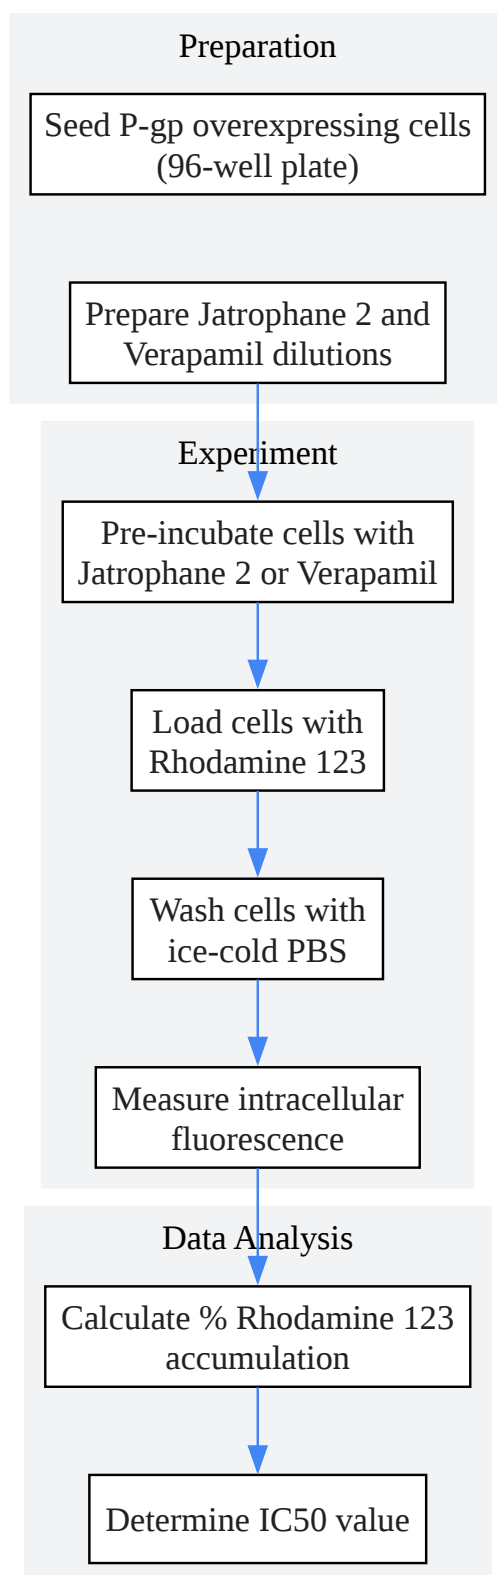 Preparation
Seed P-gp overexpressing cells
(96-well plate)
Prepare Jatrophane 2 and
Verapamil dilutions
Experiment
Pre-incubate cells with
Jatrophane 2 or Verapamil
Load cells with
Rhodamine 123
Wash cells with
ice-cold PBS
Measure intracellular
fluorescence
Data Analysis
Calculate % Rhodamine 123
accumulation
Determine IC50 value